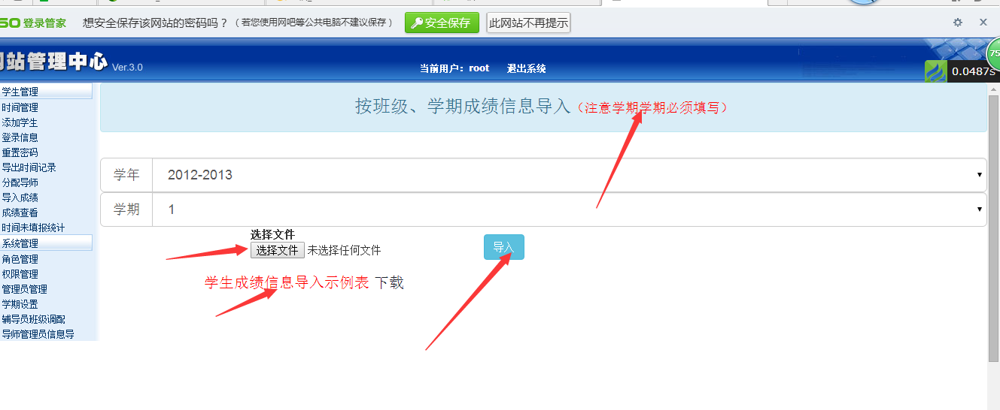 登录管家 想安全保存该网站的密码吗？（若您使用网吧等公共电脑不建议保存） 安全保存 此网站不再提示
站管理中心 Ver.3.0 当前用户：root 退出系统
75
0.0487s
学生管理
时间管理
添加学生
登录信息
重置密码
导出时间记录
分配导师
导入成绩
成绩查看
时间未填报统计
系统管理
角色管理
权限管理
管理员管理
学期设置
辅导员班级调配
导师管理员信息导
按班级、学期成绩信息导入（注意学期学期必须填写）
学年 2012-2013
学期 1
选择文件
选择文件 未选择任何文件 导入
学生成绩信息导入示例表 下载